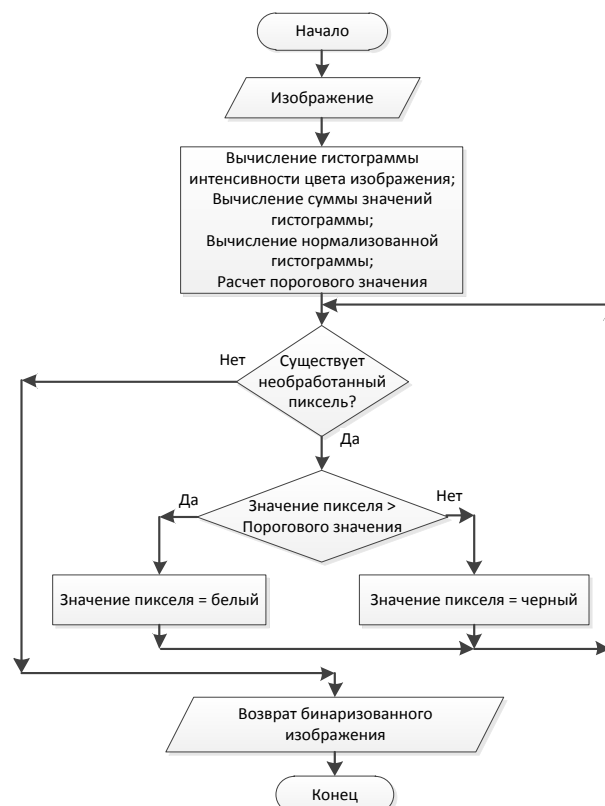 Начало
Изображение
Вычисление гистограммы
интенсивности цвета изображения;
Вычисление суммы значений
гистограммы;
Вычисление нормализованной
гистограммы;
Расчет порогового значения
Нет
Существует
необработанный
пиксель?
Да
Да
Значение пикселя >
Порогового значения
Нет
Значение пикселя = белый
Значение пикселя = черный
Возврат бинаризованного
изображения
Конец